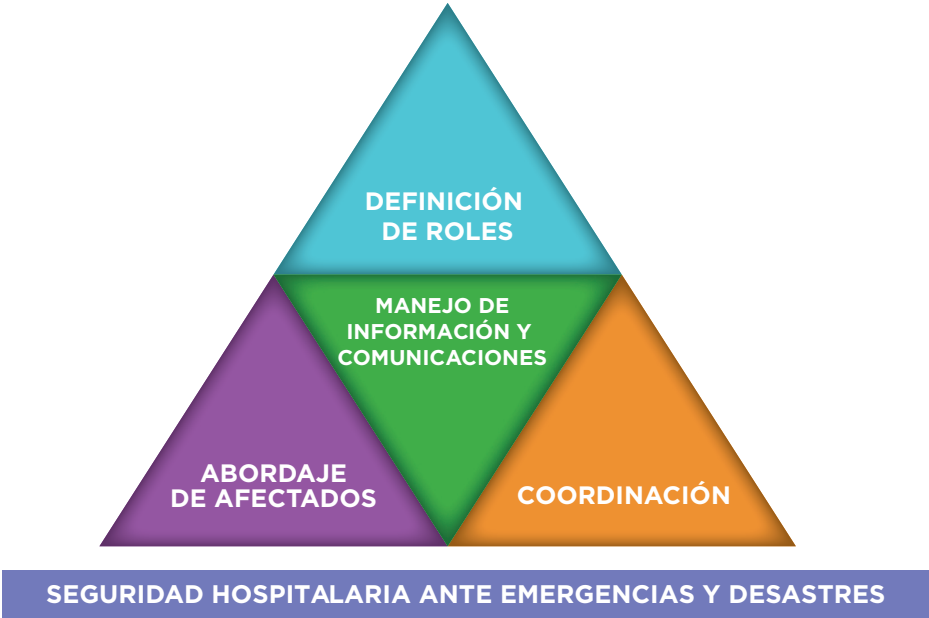 DEFINICIÓN
DE ROLES
MANEJO DE
INFORMACIÓN Y
COMUNICACIONES
ABORDAJE
DE AFECTADOS
COORDINACIÓN
SEGURIDAD HOSPITALARIA ANTE EMERGENCIAS Y DESASTRES